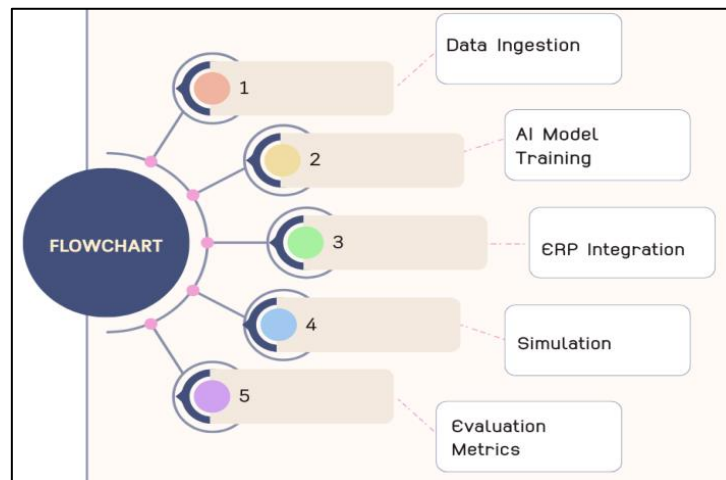 FLOWCHART
1
Data Ingestion
2
AI Model
Training
3
ERP Integration
4
Simulation
5
Evaluation
Metrics